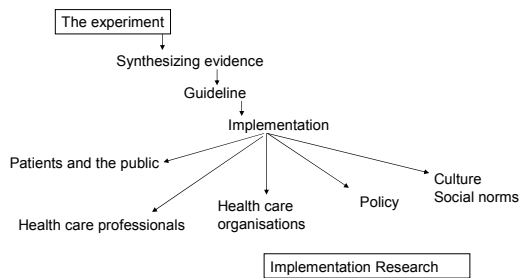 The experiment
Synthesizing evidence
Guideline
Implementation
Patients and the public
Health care professionals
Health care
organisations
Policy
Culture
Social norms
Implementation Research